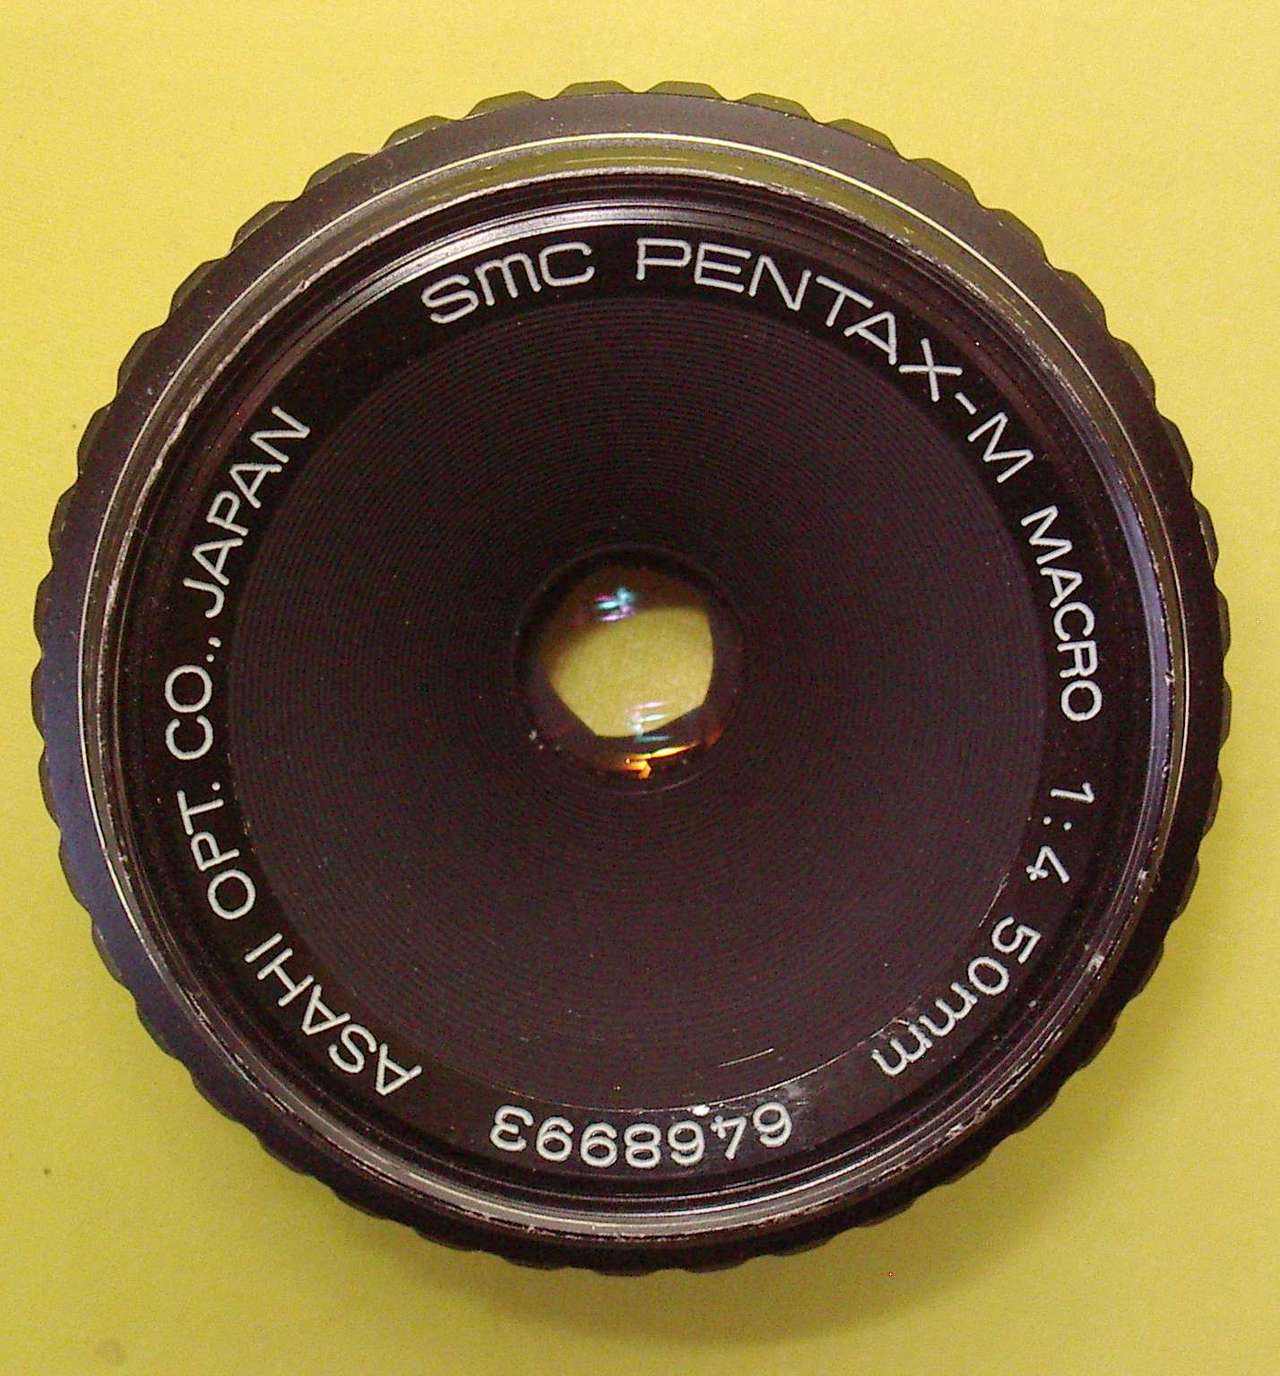 smc PENTAX-M MACRO 1:4 50mm
6468993
ASAHI OPT. CO., JAPAN